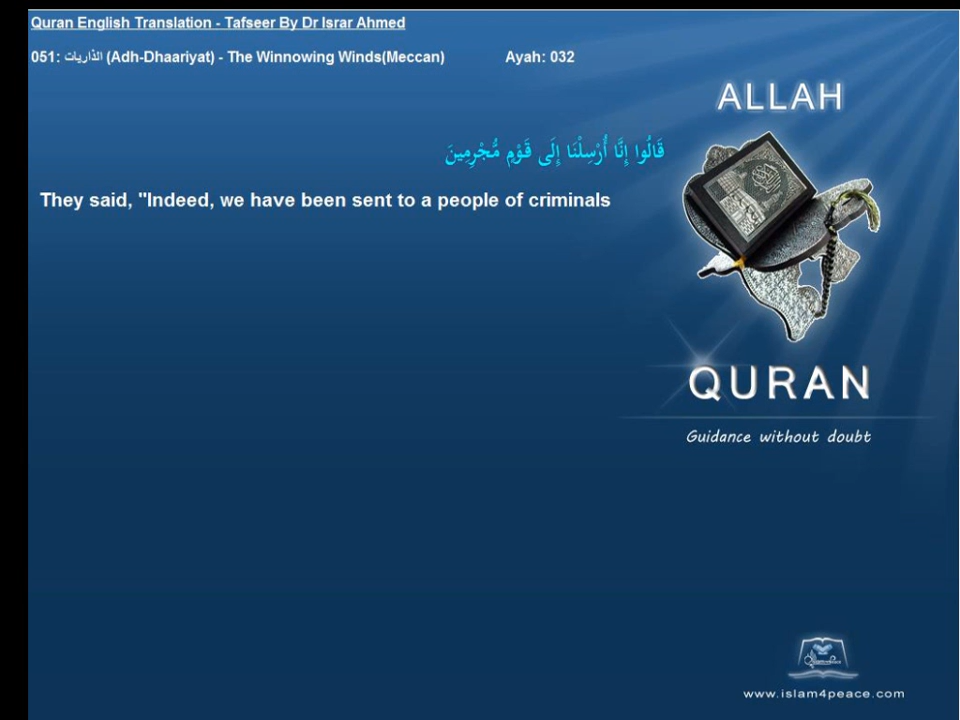 Quran English Translation - Tafseer By Dr Israr Ahmed
051: الذاريات (Adh-Dhaariyat) - The Winnowing Winds(Meccan) Ayah: 032
ALLAH
قَالُوا إِنَّا أُرْسِلْنَا إِلَى قَوْمٍ مُّجْرِمِينَ
They said, "Indeed, we have been sent to a people of criminals
QURAN
Guidance without doubt
www.islam4peace.com